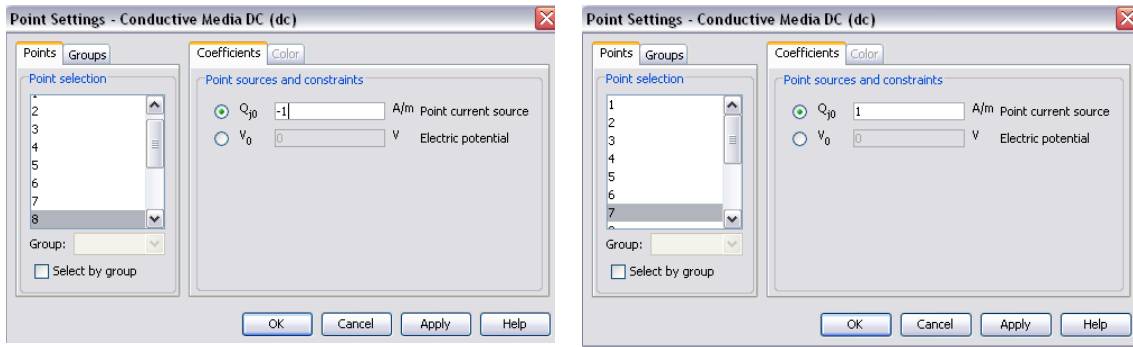 Point Settings - Conductive Media DC (dc)
Points Groups
Coefficients Color
Point selection
2
3
4
5
6
7
8
Group:
Select by group
Point sources and constraints
Qj0 -1 A/m Point current source
V0 0 V Electric potential
OK Cancel Apply Help
Point Settings - Conductive Media DC (dc)
Points Groups
Coefficients Color
Point selection
1
2
3
4
5
6
7
Group:
Select by group
Point sources and constraints
Qj0 1 A/m Point current source
V0 0 V Electric potential
OK Cancel Apply Help